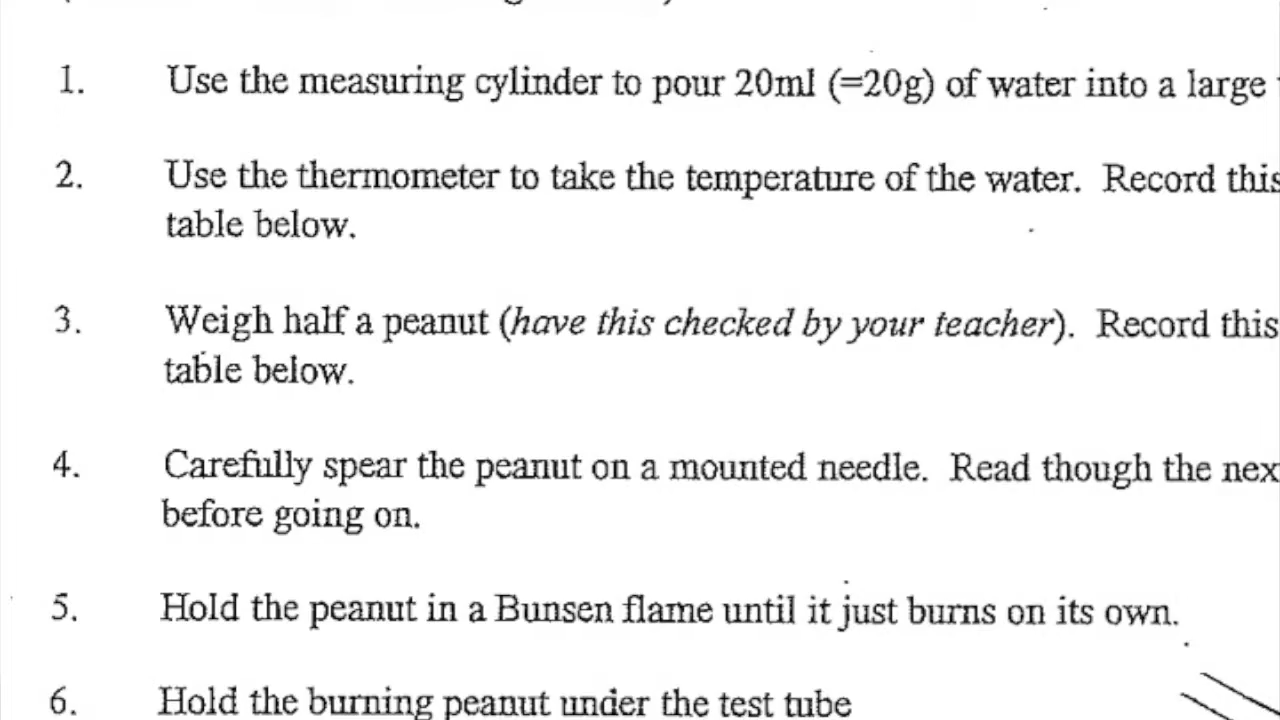 1. Use the measuring cylinder to pour 20ml (=20g) of water into a large
2. Use the thermometer to take the temperature of the water. Record this
table below.
3. Weigh half a peanut (have this checked by your teacher). Record this
table below.
4. Carefully spear the peanut on a mounted needle. Read though the nex
before going on.
5. Hold the peanut in a Bunsen flame until it just burns on its own.
6. Hold the burning peanut under the test tube